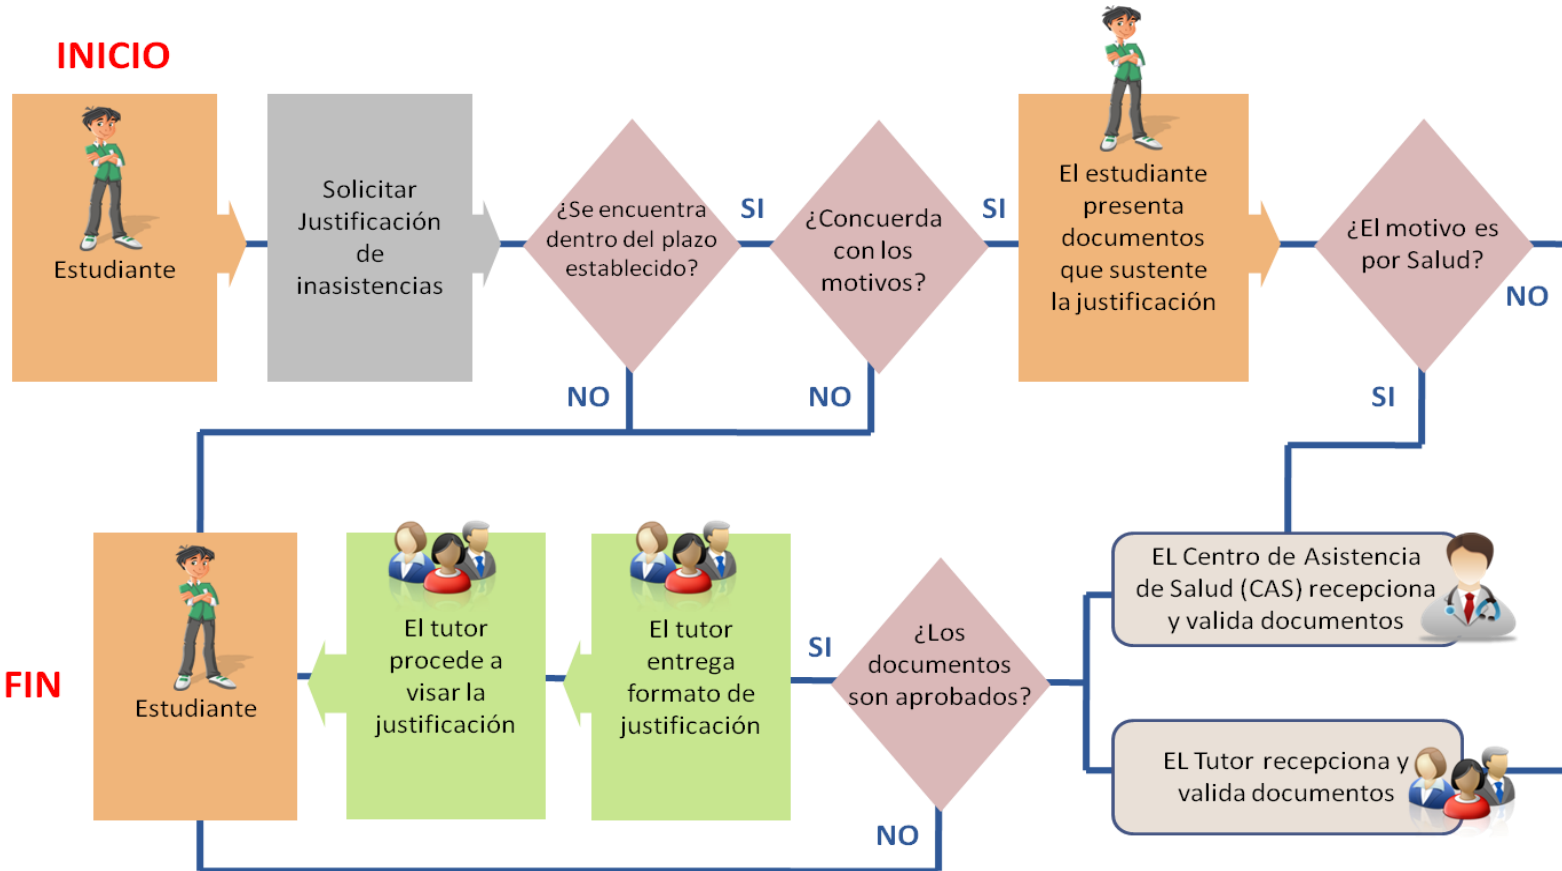 INICIO
Estudiante
Solicitar
Justificación
de
inasistencias
¿Se encuentra
dentro del plazo
establecido?
SI
NO
¿Concuerda
con los
motivos?
SI
NO
El estudiante
presenta
documentos
que sustente
la justificación
¿El motivo es
por Salud?
NO
SI
EL Centro de Asistencia
de Salud (CAS) recepciona
y valida documentos
EL Tutor recepciona y
valida documentos
¿Los
documentos
son aprobados?
SI
NO
El tutor
entrega
formato de
justificación
El tutor
procede a
visar la
justificación
Estudiante
FIN